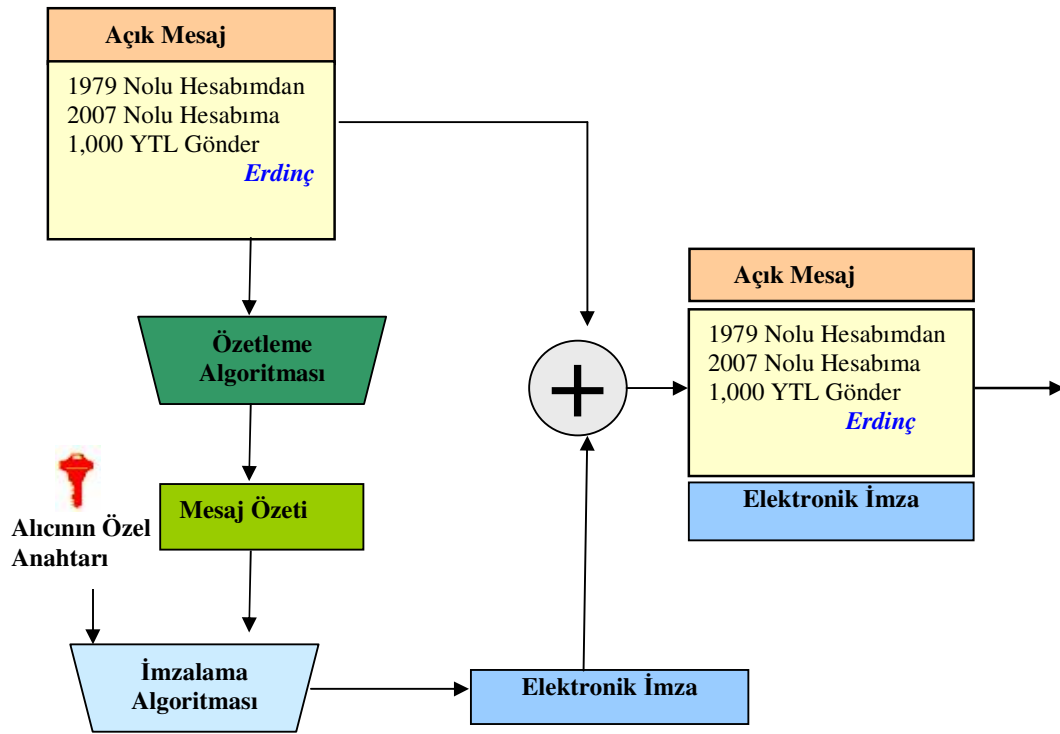 Açık Mesaj
1979 Nolu Hesabımdan
2007 Nolu Hesabıma
1,000 YTL Gönder
Erdinç
Özetleme
Algoritması
Mesaj Özeti
Alıcının Özel
Anahtarı
İmzalama
Algoritması
Elektronik İmza
Açık Mesaj
1979 Nolu Hesabımdan
2007 Nolu Hesabıma
1,000 YTL Gönder
Erdinç
Elektronik İmza